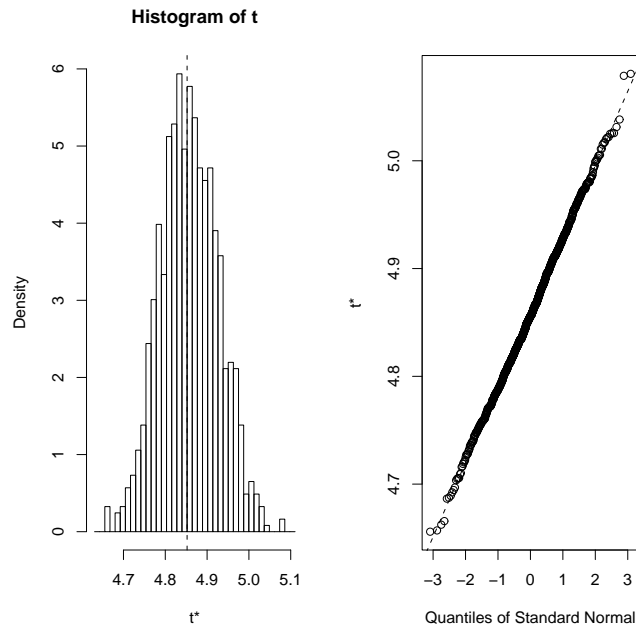 Histogram of t
Density
0 1 2 3 4 5 6
4.7 4.8 4.9 5.0 5.1
t*
t*
4.7 4.8 4.9 5.0
−3 −2 −1 0 1 2 3
Quantiles of Standard Normal